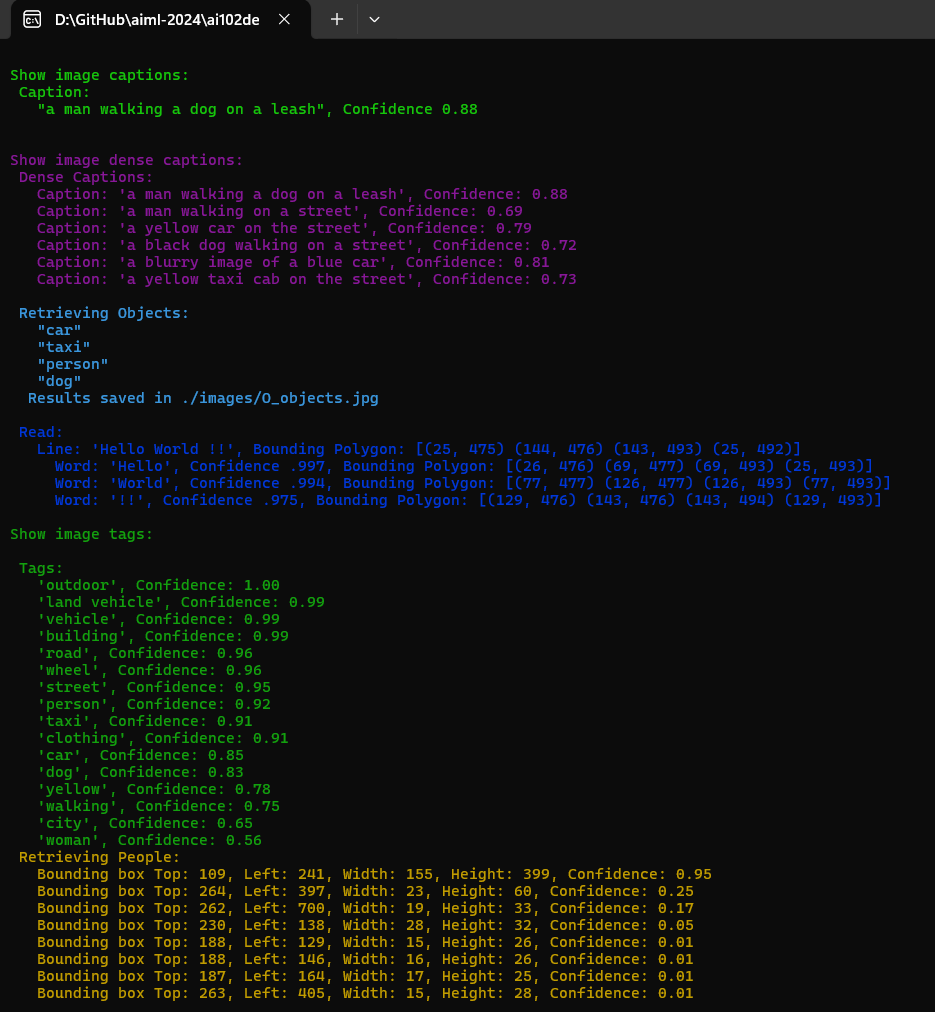 D:\GitHub\aiml-2024\ai102de
Show image captions:
Caption:
"a man walking a dog on a leash", Confidence 0.88
Show image dense captions:
Dense Captions:
Caption: 'a man walking a dog on a leash', Confidence: 0.88
Caption: 'a man walking on a street', Confidence: 0.69
Caption: 'a yellow car on the street', Confidence: 0.79
Caption: 'a black dog walking on a street', Confidence: 0.72
Caption: 'a blurry image of a blue car', Confidence: 0.81
Caption: 'a yellow taxi cab on the street', Confidence: 0.73
Retrieving Objects:
"car"
"taxi"
"person"
"dog"
Results saved in ./images/O_objects.jpg
Read:
Line: 'Hello World !!', Bounding Polygon: [(25, 475) (144, 476) (143, 493) (25, 492)]
Word: 'Hello', Confidence .997, Bounding Polygon: [(26, 476) (69, 477) (69, 493) (25, 493)]
Word: 'World', Confidence .994, Bounding Polygon: [(77, 477) (126, 477) (126, 493) (77, 493)]
Word: '!!', Confidence .975, Bounding Polygon: [(129, 476) (143, 476) (143, 494) (129, 493)]
Show image tags:
Tags:
'outdoor', Confidence: 1.00
'land vehicle', Confidence: 0.99
'vehicle', Confidence: 0.99
'building', Confidence: 0.99
'road', Confidence: 0.96
'wheel', Confidence: 0.96
'street', Confidence: 0.95
'person', Confidence: 0.92
'taxi', Confidence: 0.91
'clothing', Confidence: 0.91
'car', Confidence: 0.85
'dog', Confidence: 0.83
'yellow', Confidence: 0.78
'walking', Confidence: 0.75
'city', Confidence: 0.65
'woman', Confidence: 0.56
Retrieving People:
Bounding box Top: 109, Left: 241, Width: 155, Height: 399, Confidence: 0.95
Bounding box Top: 264, Left: 397, Width: 23, Height: 60, Confidence: 0.25
Bounding box Top: 262, Left: 700, Width: 19, Height: 33, Confidence: 0.17
Bounding box Top: 230, Left: 138, Width: 28, Height: 32, Confidence: 0.05
Bounding box Top: 188, Left: 129, Width: 15, Height: 26, Confidence: 0.01
Bounding box Top: 188, Left: 146, Width: 16, Height: 26, Confidence: 0.01
Bounding box Top: 187, Left: 164, Width: 17, Height: 25, Confidence: 0.01
Bounding box Top: 263, Left: 405, Width: 15, Height: 28, Confidence: 0.01